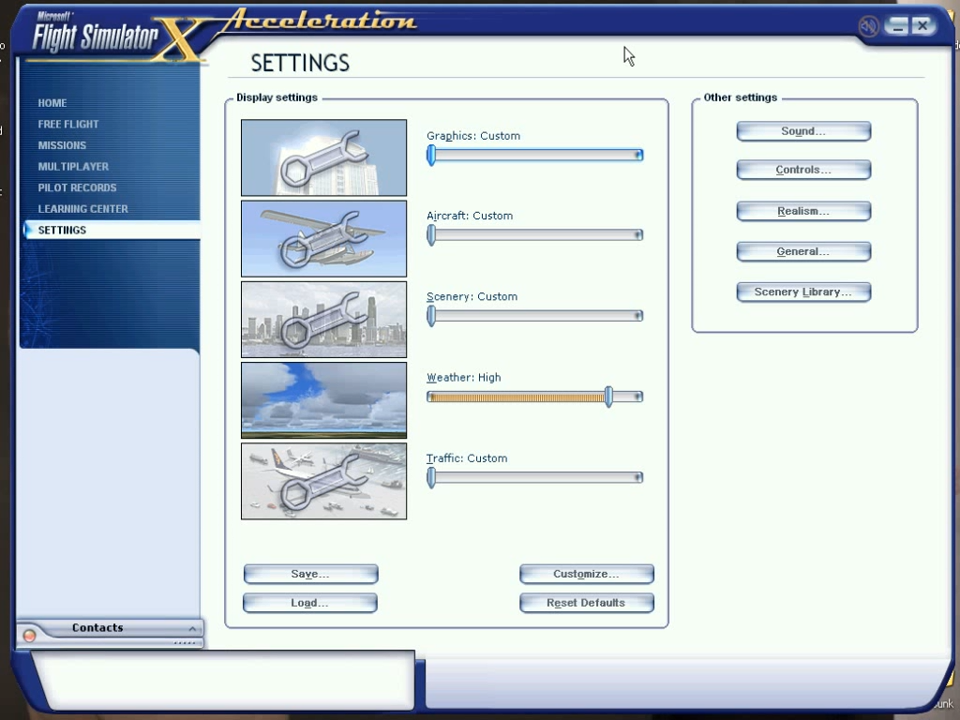 Microsoft
Flight Simulator X
Acceleration
SETTINGS
HOME
FREE FLIGHT
MISSIONS
MULTIPLAYER
PILOT RECORDS
LEARNING CENTER
SETTINGS
Display settings
Graphics: Custom
Aircraft: Custom
Scenery: Custom
Weather: High
Traffic: Custom
Save...
Customize...
Load...
Reset Defaults
Other settings
Sound...
Controls...
Realism...
General...
Scenery Library...
Contacts